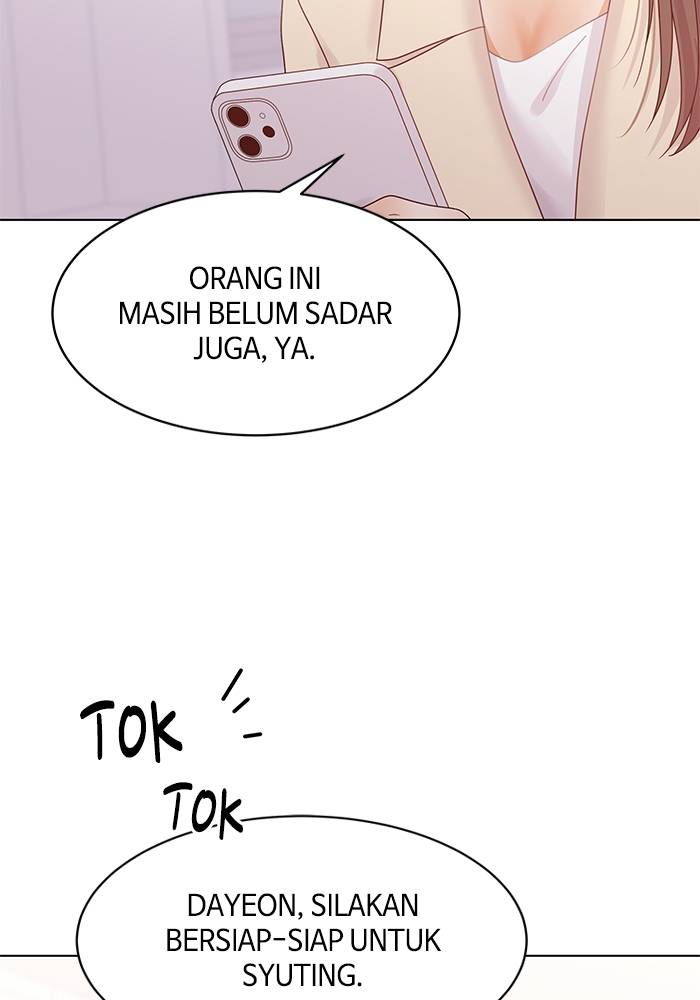 ORANG INI
MASIH BELUM SADAR
JUGA, YA.
TOK
TOK
DAYEON, SILAKAN
BERSIAP-SIAP UNTUK
SYUTING.